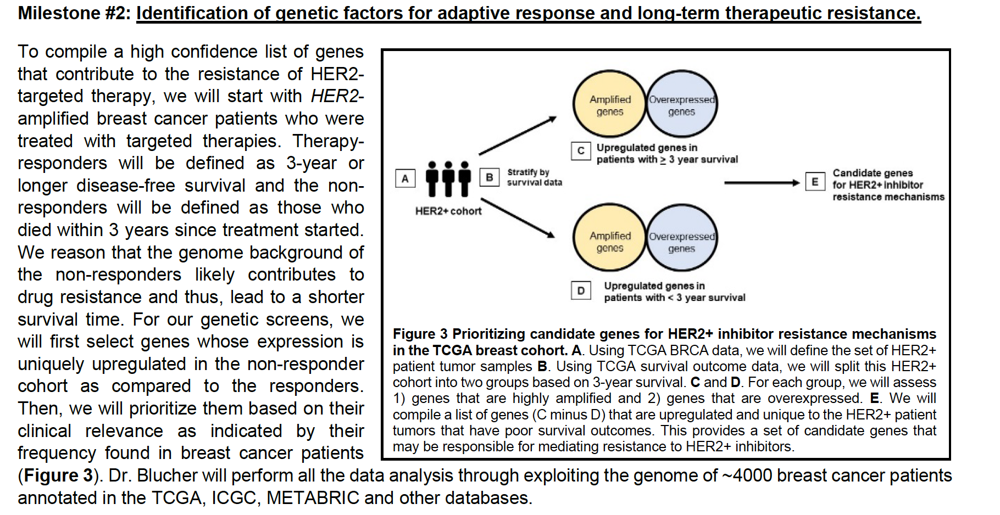 Milestone #2: Identification of genetic factors for adaptive response and long-term therapeutic resistance.
To compile a high confidence list of genes
that contribute to the resistance of HER2-
targeted therapy, we will start with HER2-
amplified breast cancer patients who were
treated with targeted therapies. Therapy-
responders will be defined as 3-year or
longer disease-free survival and the non-
responders will be defined as those who
died within 3 years since treatment started.
We reason that the genome background of
the non-responders likely contributes to
drug resistance and thus, lead to a shorter
survival time. For our genetic screens, we
will first select genes whose expression is
uniquely upregulated in the non-responder
cohort as compared to the responders.
Then, we will prioritize them based on their
clinical relevance as indicated by their
frequency found in breast cancer patients
(Figure 3). Dr. Blucher will perform all the data analysis through exploiting the genome of ~4000 breast cancer patients
annotated in the TCGA, ICGC, METABRIC and other databases.
A
HER2+ cohort
B
Stratify by
survival data
Amplified
genes
Overexpressed
genes
C
Upregulated genes in
patients with ≥ 3 year survival
Amplified
genes
Overexpressed
genes
D
Upregulated genes in
patients with < 3 year survival
E
Candidate genes
for HER2+ inhibitor
resistance mechanisms
Figure 3 Prioritizing candidate genes for HER2+ inhibitor resistance mechanisms
in the TCGA breast cohort. A. Using TCGA BRCA data, we will define the set of HER2+
patient tumor samples B. Using TCGA survival outcome data, we will split this HER2+
cohort into two groups based on 3-year survival. C and D. For each group, we will assess
1) genes that are highly amplified and 2) genes that are overexpressed. E. We will
compile a list of genes (C minus D) that are upregulated and unique to the HER2+ patient
tumors that have poor survival outcomes. This provides a set of candidate genes that
may be responsible for mediating resistance to HER2+ inhibitors.